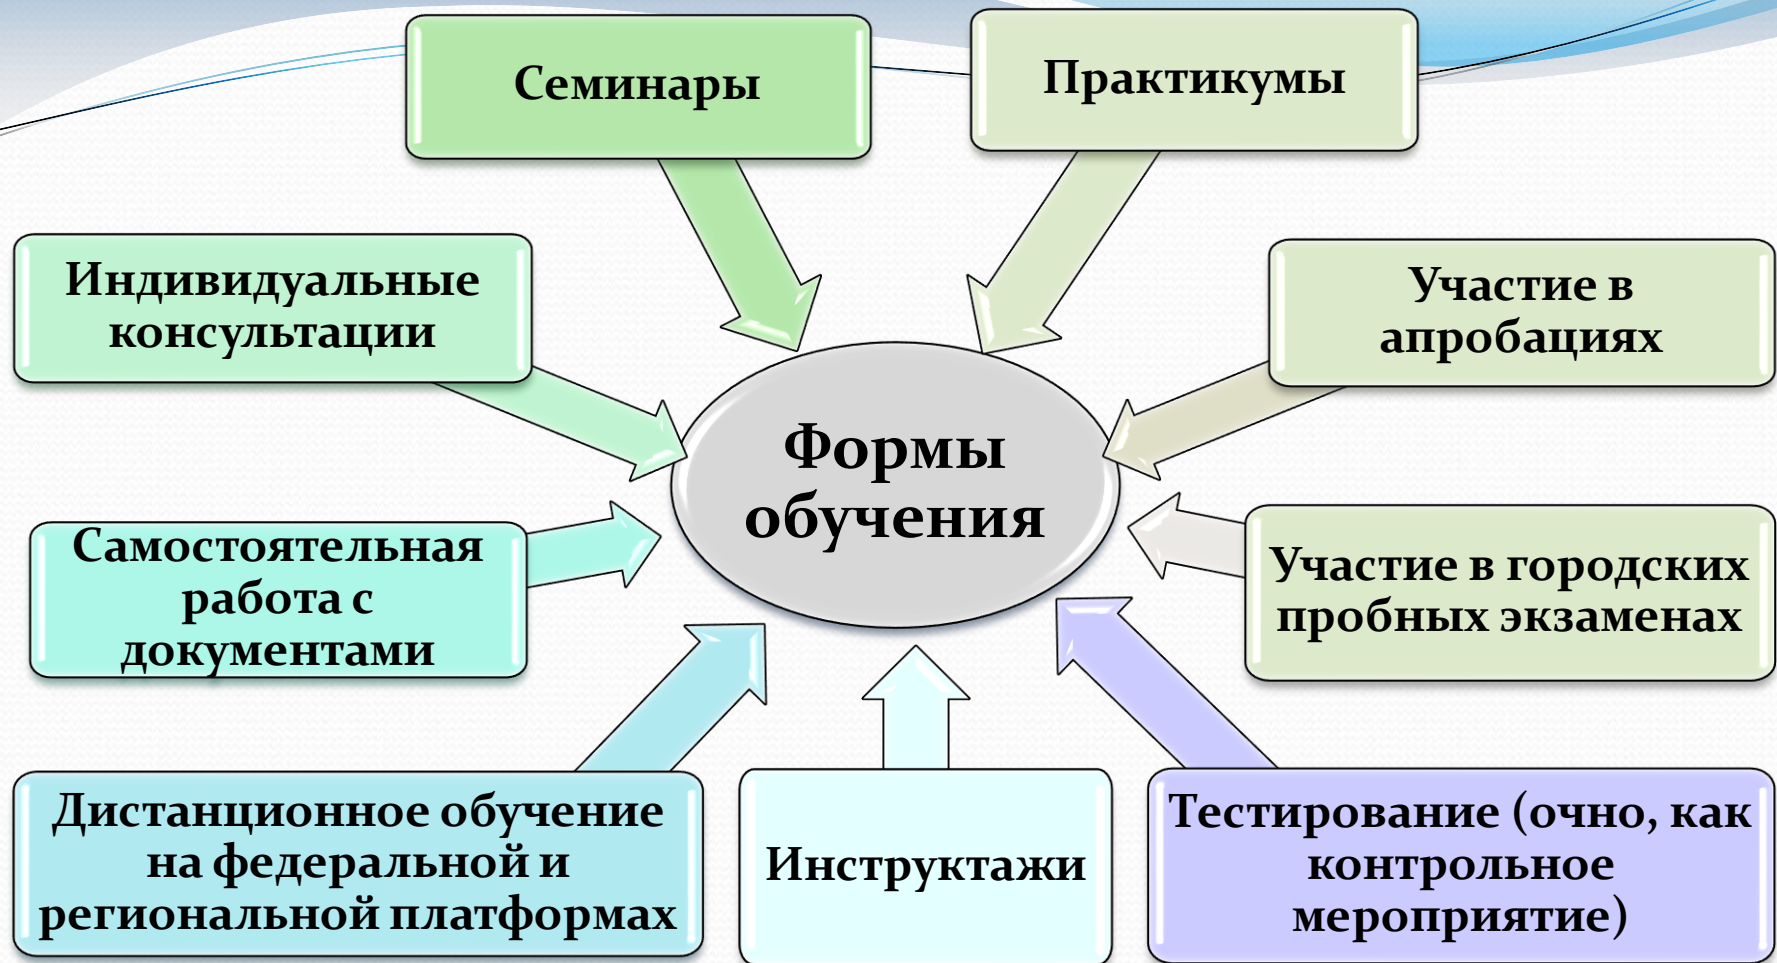 Семинары
Практикумы
Индивидуальные
консультации
Участие в
апробациях
Формы
обучения
Самостоятельная
работа с
документами
Участие в городских
пробных экзаменах
Дистанционное обучение
на федеральной и
региональной платформах
Инструктажи
Тестирование (очно, как
контрольное
мероприятие)